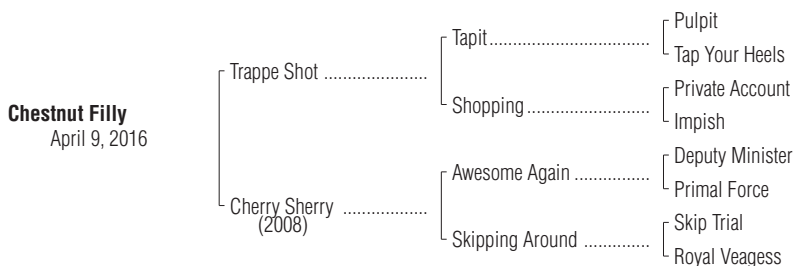 Pulpit
Tapit..................................
Tap Your Heels
Trappe Shot ......................
Private Account
Shopping..........................
Impish
Chestnut Filly
April 9, 2016
Deputy Minister
Awesome Again ................
Primal Force
Cherry Sherry ..................
(2008)
Skip Trial
Skipping Around ..............
Royal Veagess